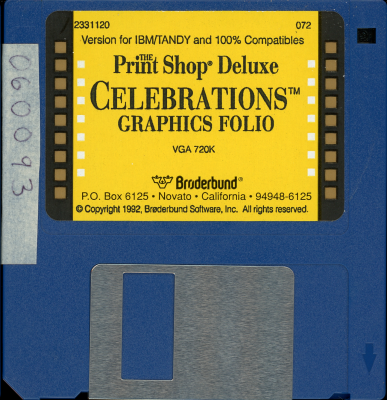 2331120 072
Version for IBM/TANDY and 100% Compatibles
THE Print Shop® Deluxe
CELEBRATIONS™
GRAPHICS FOLIO
VGA 720K
Brøderbund®
P.O. Box 6125 • Novato • California • 94948-6125
© Copyright 1992, Brøderbund Software, Inc. All rights reserved.
060093